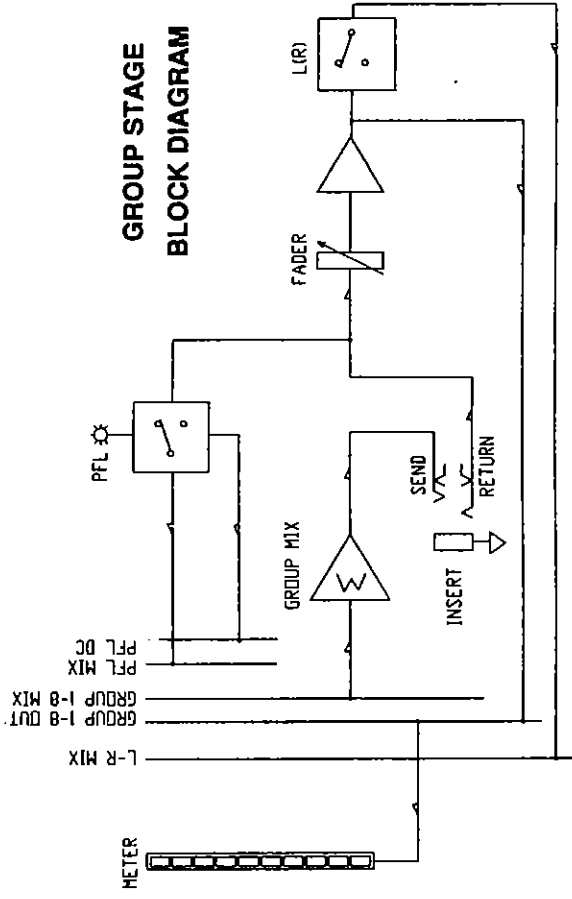 GROUP STAGE
BLOCK DIAGRAM
L(R)
FADER
PFL
SEND
RETURN
GROUP MIX
INSERT
PFL DC
PFL MIX
GROUP 1-8 MIX
GROUP 1-8 OUT
L-R MIX
METER